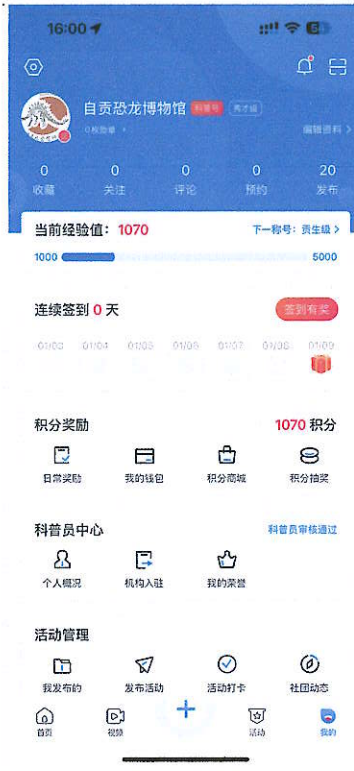 16:00
自贡恐龙博物馆 科普号 秀才级
0枚勋章
编辑资料 >
0 0 0 0 20
收藏 关注 评论 预约 发布
当前经验值：1070 下一称号：贡生级 >
1000 5000
连续签到 0 天 签到有奖
01/03 01/04 01/05 01/06 01/07 01/08 01/09
积分奖励 1070 积分
日常奖励 我的钱包 积分商城 积分抽奖
科普员中心 科普员审核通过
个人概况 机构入驻 我的荣誉
活动管理
我发布的 发布活动 活动打卡 社团动态
首页 视频 活动 我的